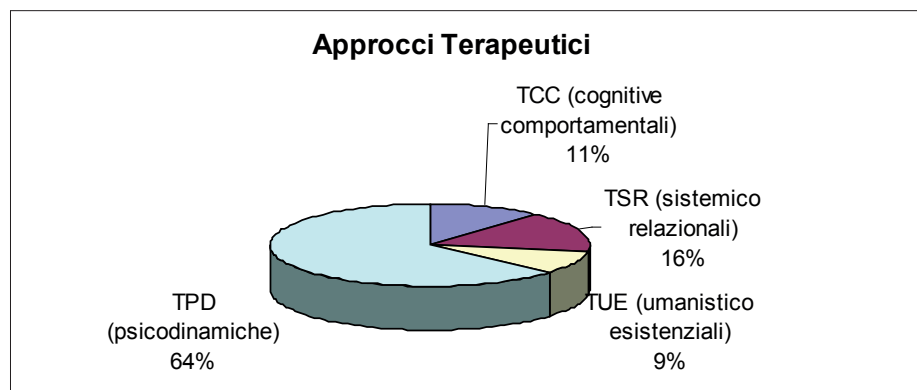 Approcci Terapeutici
TCC (cognitive
comportamentali)
11%
TSR (sistemico
relazionali)
16%
TUE (umanistico
esistenziali)
9%
TPD
(psicodinamiche)
64%